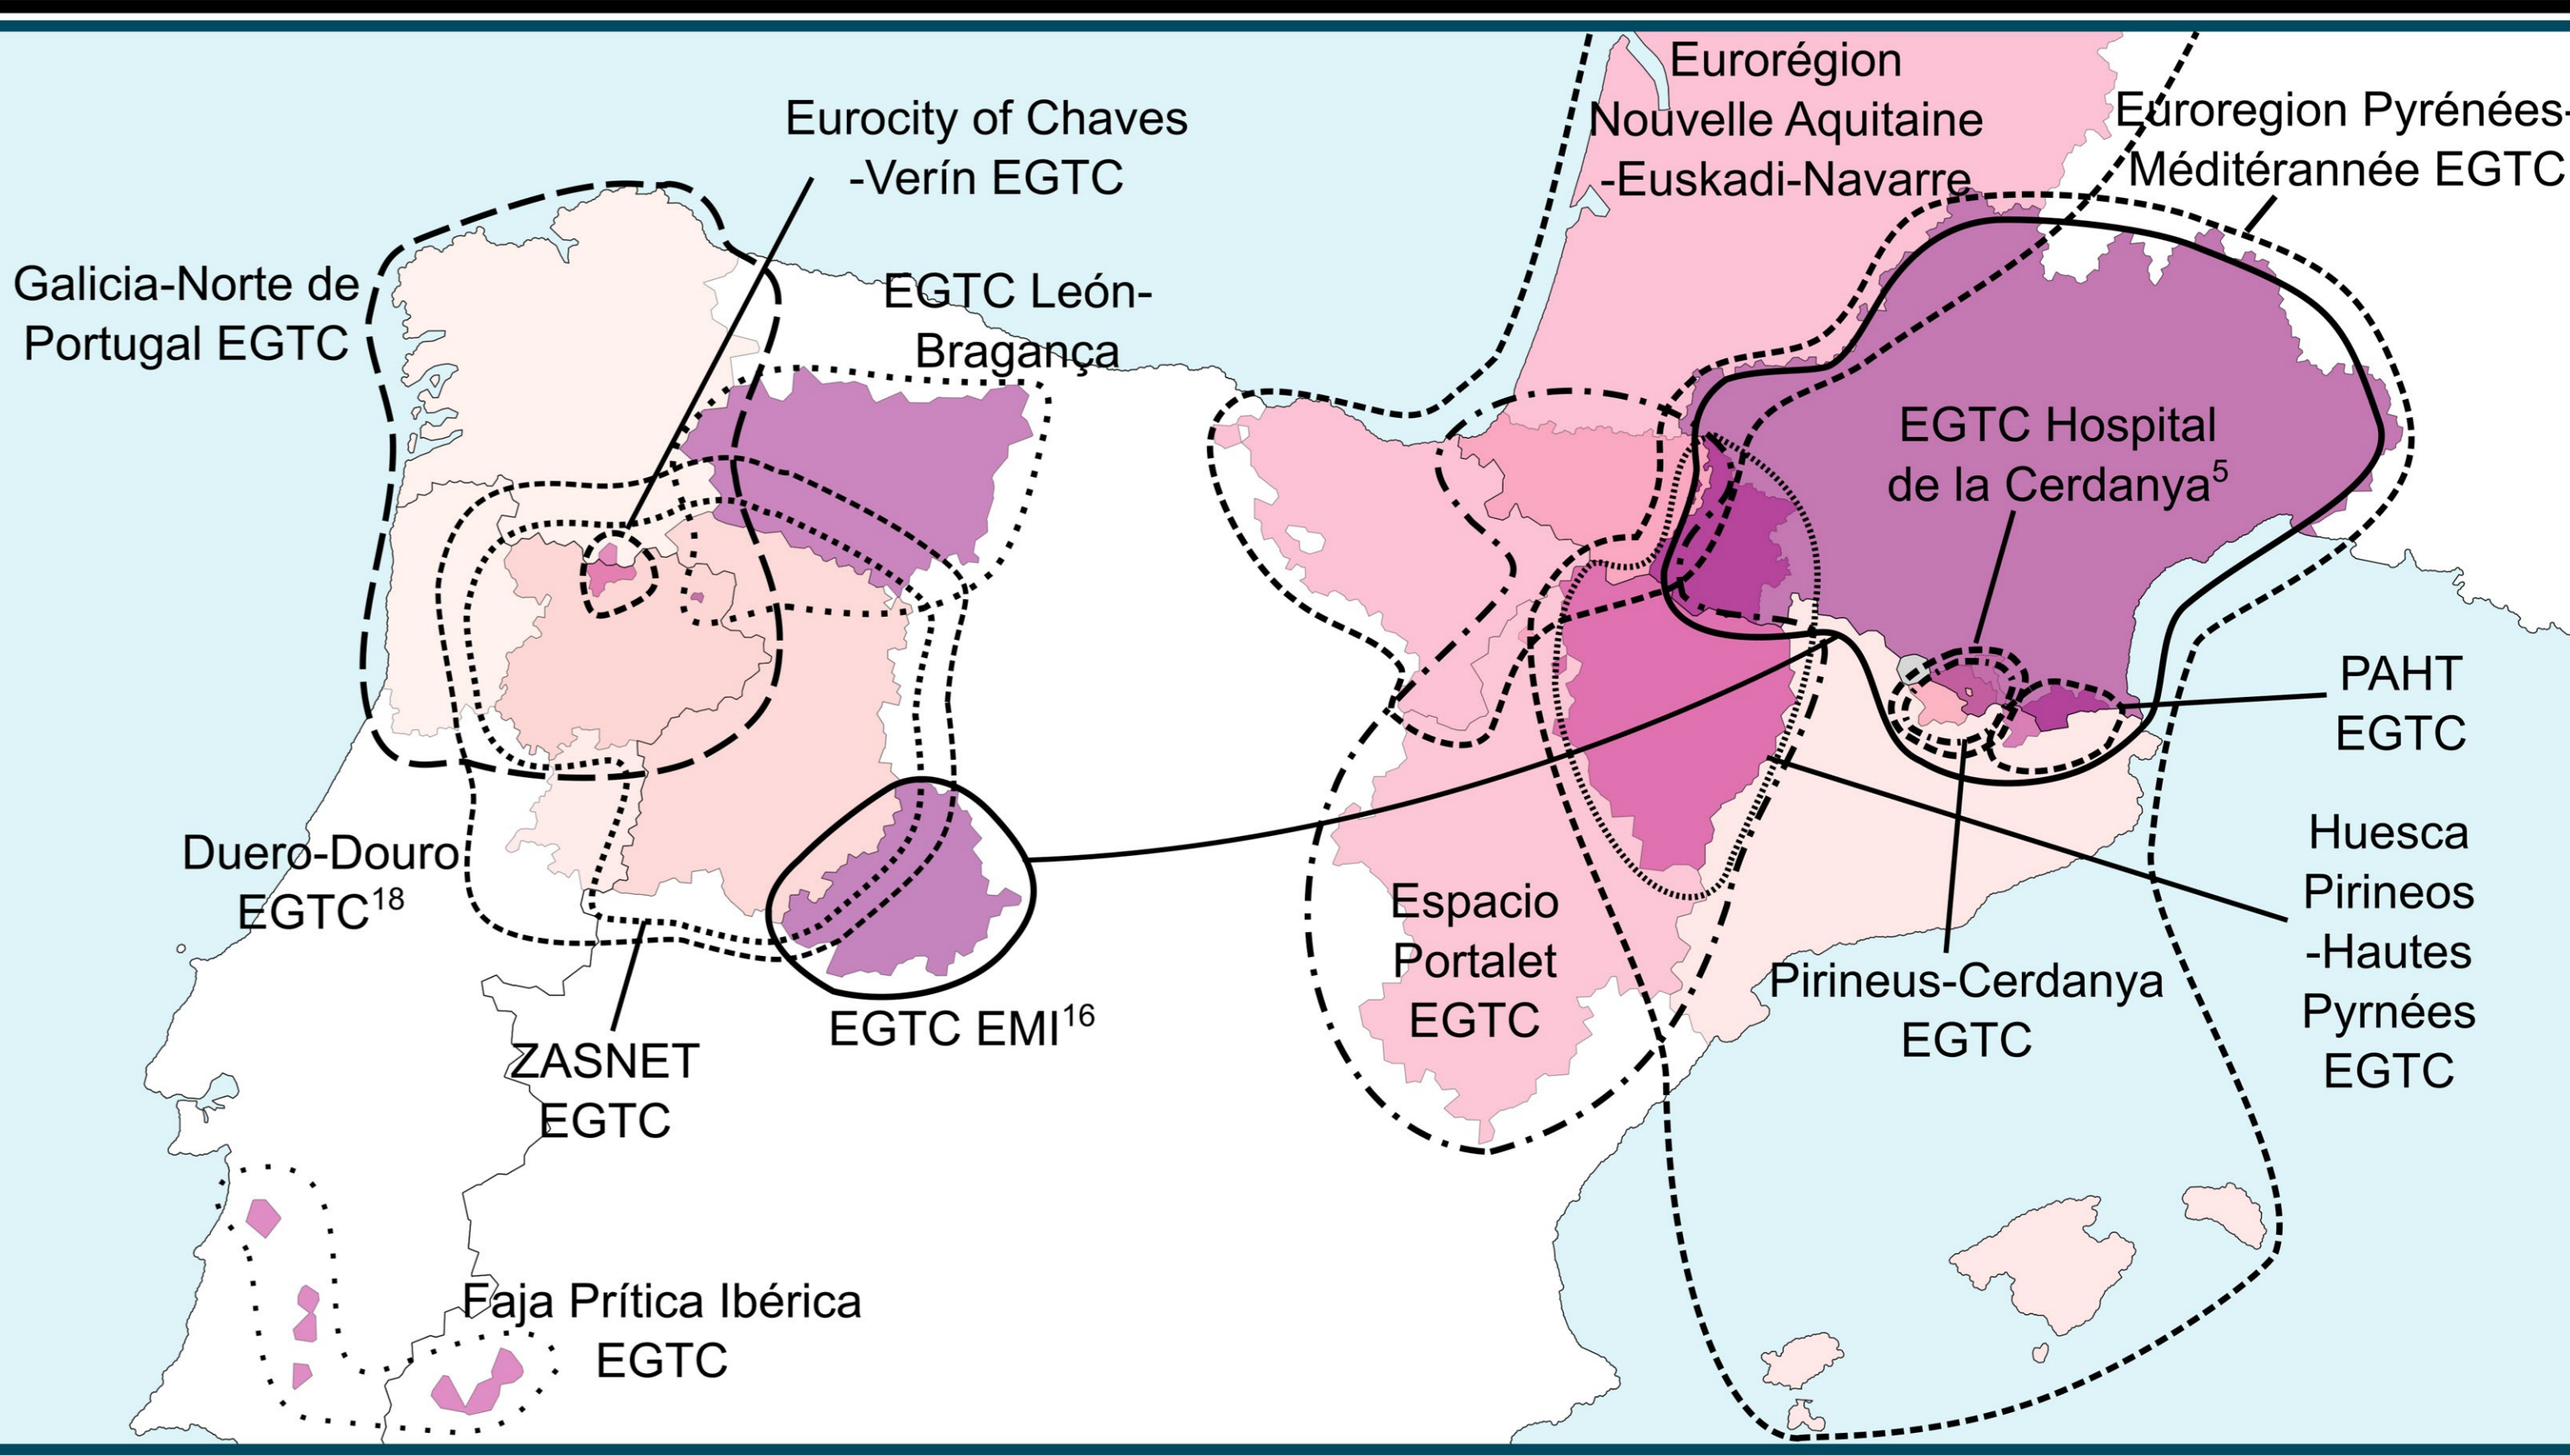 Eurorégion
Nouvelle Aquitaine
-Euskadi-Navarre
Euroregion Pyrénées-
Méditérannée EGTC
Eurocity of Chaves
-Verín EGTC
Galicia-Norte de
Portugal EGTC
EGTC León-
Bragança
EGTC Hospital
de la Cerdanya5
PAHT
EGTC
Duero-Douro
EGTC18
Huesca
Pirineos
-Hautes
Pyrnées
EGTC
Espacio
Portalet
EGTC
Pirineus-Cerdanya
EGTC
EGTC EMI16
ZASNET
EGTC
Faja Prítica Ibérica
EGTC